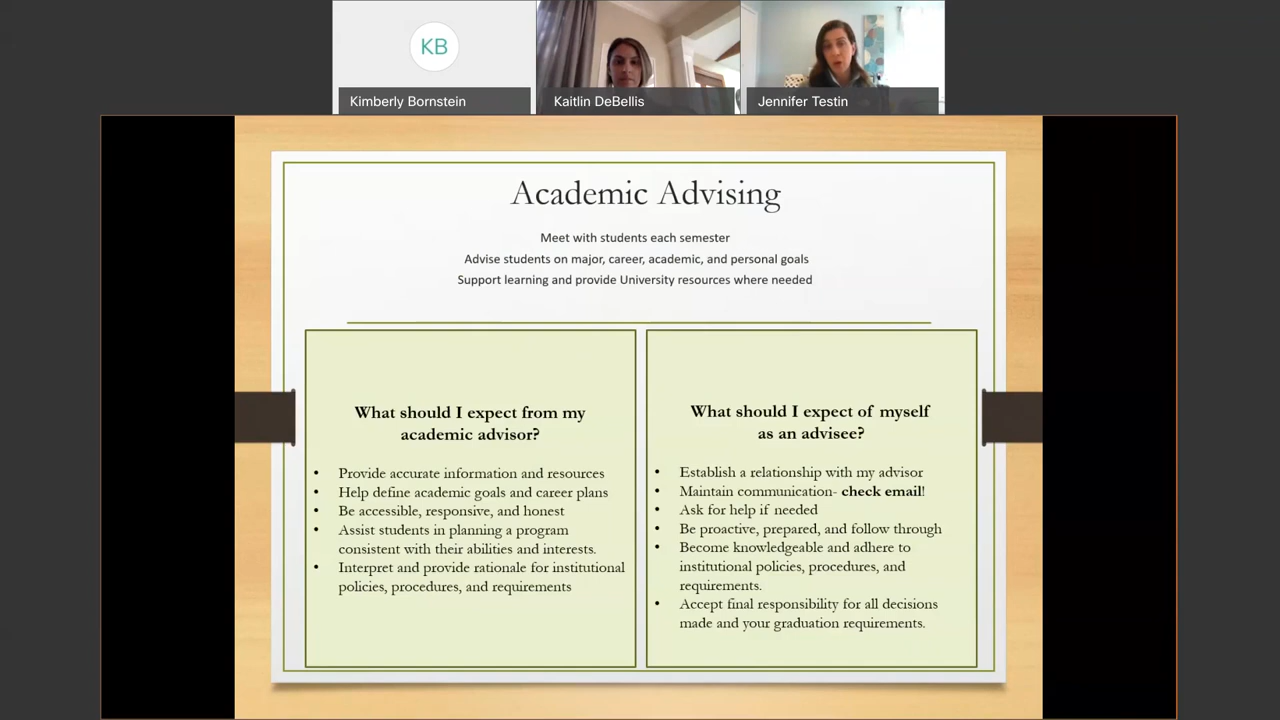 KB
Kimberly Bornstein
Kaitlin DeBellis
Jennifer Testin
Academic Advising
Meet with students each semester
Advise students on major, career, academic, and personal goals
Support learning and provide University resources where needed
What should I expect from my
academic advisor?
• Provide accurate information and resources
• Help define academic goals and career plans
• Be accessible, responsive, and honest
• Assist students in planning a program
consistent with their abilities and interests.
• Interpret and provide rationale for institutional
policies, procedures, and requirements
What should I expect of myself
as an advisee?
• Establish a relationship with my advisor
• Maintain communication- check email!
• Ask for help if needed
• Be proactive, prepared, and follow through
• Become knowledgeable and adhere to
institutional policies, procedures, and
requirements.
• Accept final responsibility for all decisions
made and your graduation requirements.